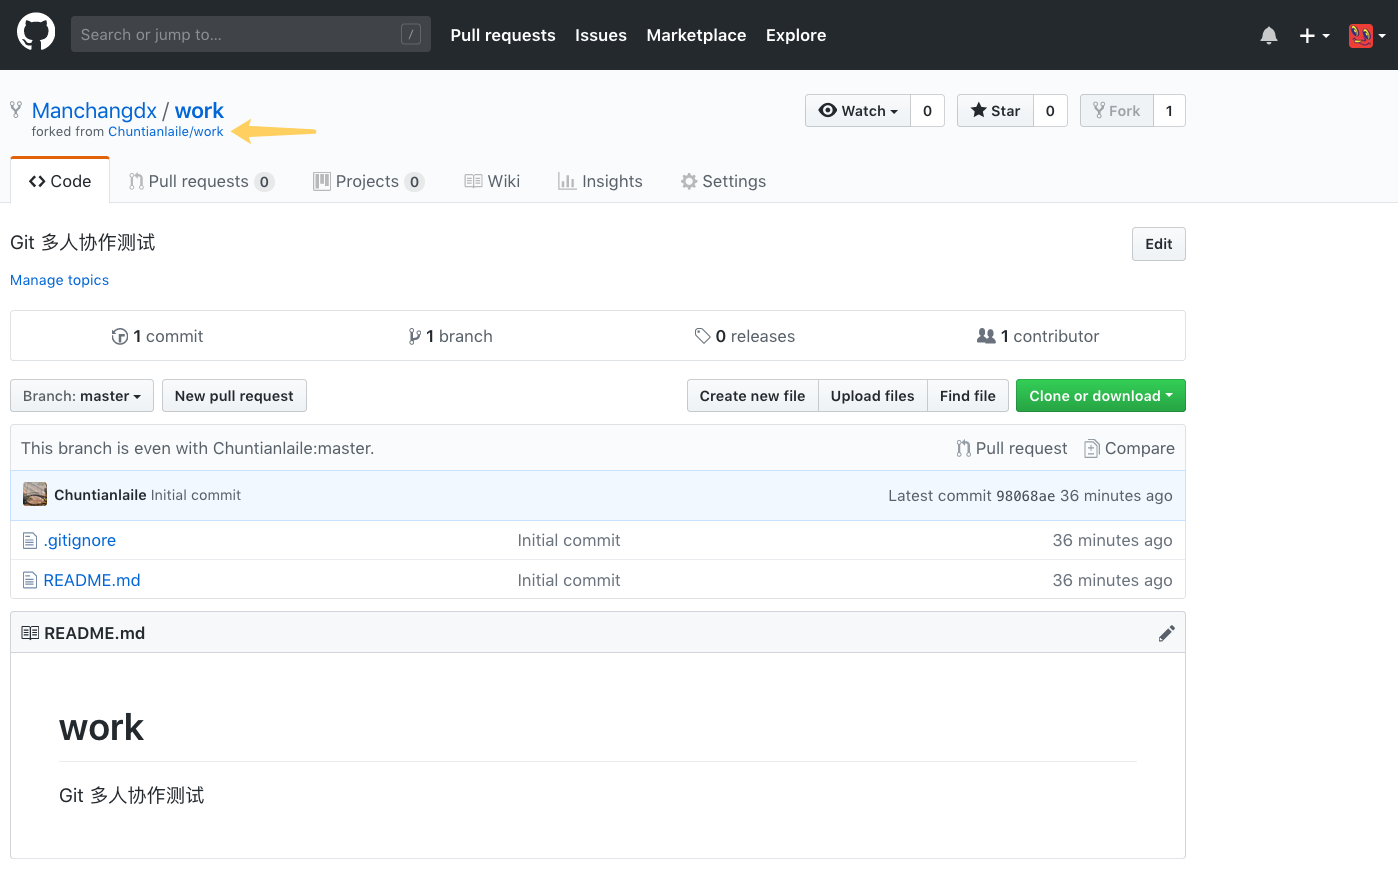 Search or jump to... / Pull requests Issues Marketplace Explore
Manchangdx / work Watch 0 Star 0 Fork 1
forked from Chuntianlaile/work
Code Pull requests 0 Projects 0 Wiki Insights Settings
Git 多人协作测试 Edit
Manage topics
1 commit 1 branch 0 releases 1 contributor
Branch: master New pull request Create new file Upload files Find file Clone or download
This branch is even with Chuntianlaile:master. Pull request Compare
Chuntianlaile Initial commit Latest commit 98068ae 36 minutes ago
.gitignore Initial commit 36 minutes ago
README.md Initial commit 36 minutes ago
README.md
work
Git 多人协作测试